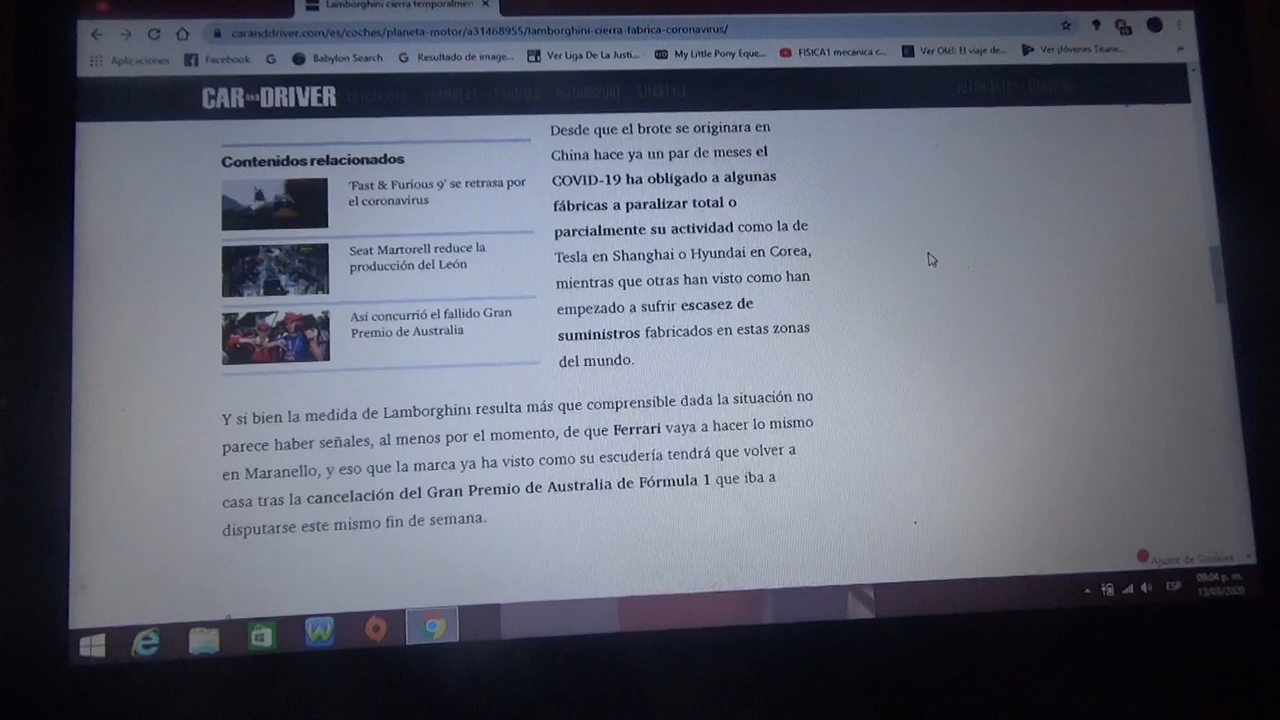 Lamborghini cierra temporalmen
caranddriver.com/es/coches/planeta-motor/a31468955/lamborghini-cierra-fabrica-coronavirus/
Aplicaciones
Facebook
Babylon Search
Resultado de image...
Ver Liga De La Justi...
My Little Pony Eque...
FISICA1 mecanica c...
Ver Olé!: El viaje de...
Ver Jóvenes Titane...
CAR AND DRIVER
MOTORSPORT
LIFESTYLE
Contenidos relacionados
'Fast & Furious 9' se retrasa por
el coronavirus
Seat Martorell reduce la
producción del León
Así concurrió el fallido Gran
Premio de Australia
Desde que el brote se originara en
China hace ya un par de meses el
COVID-19 ha obligado a algunas
fábricas a paralizar total o
parcialmente su actividad como la de
Tesla en Shanghai o Hyundai en Corea,
mientras que otras han visto como han
empezado a sufrir escasez de
suministros fabricados en estas zonas
del mundo.
Y si bien la medida de Lamborghini resulta más que comprensible dada la situación no
parece haber señales, al menos por el momento, de que Ferrari vaya a hacer lo mismo
en Maranello, y eso que la marca ya ha visto como su escudería tendrá que volver a
casa tras la cancelación del Gran Premio de Australia de Fórmula 1 que iba a
disputarse este mismo fin de semana.
Ajuste de Cookies
ESP
09:04 p. m.
13/03/2020